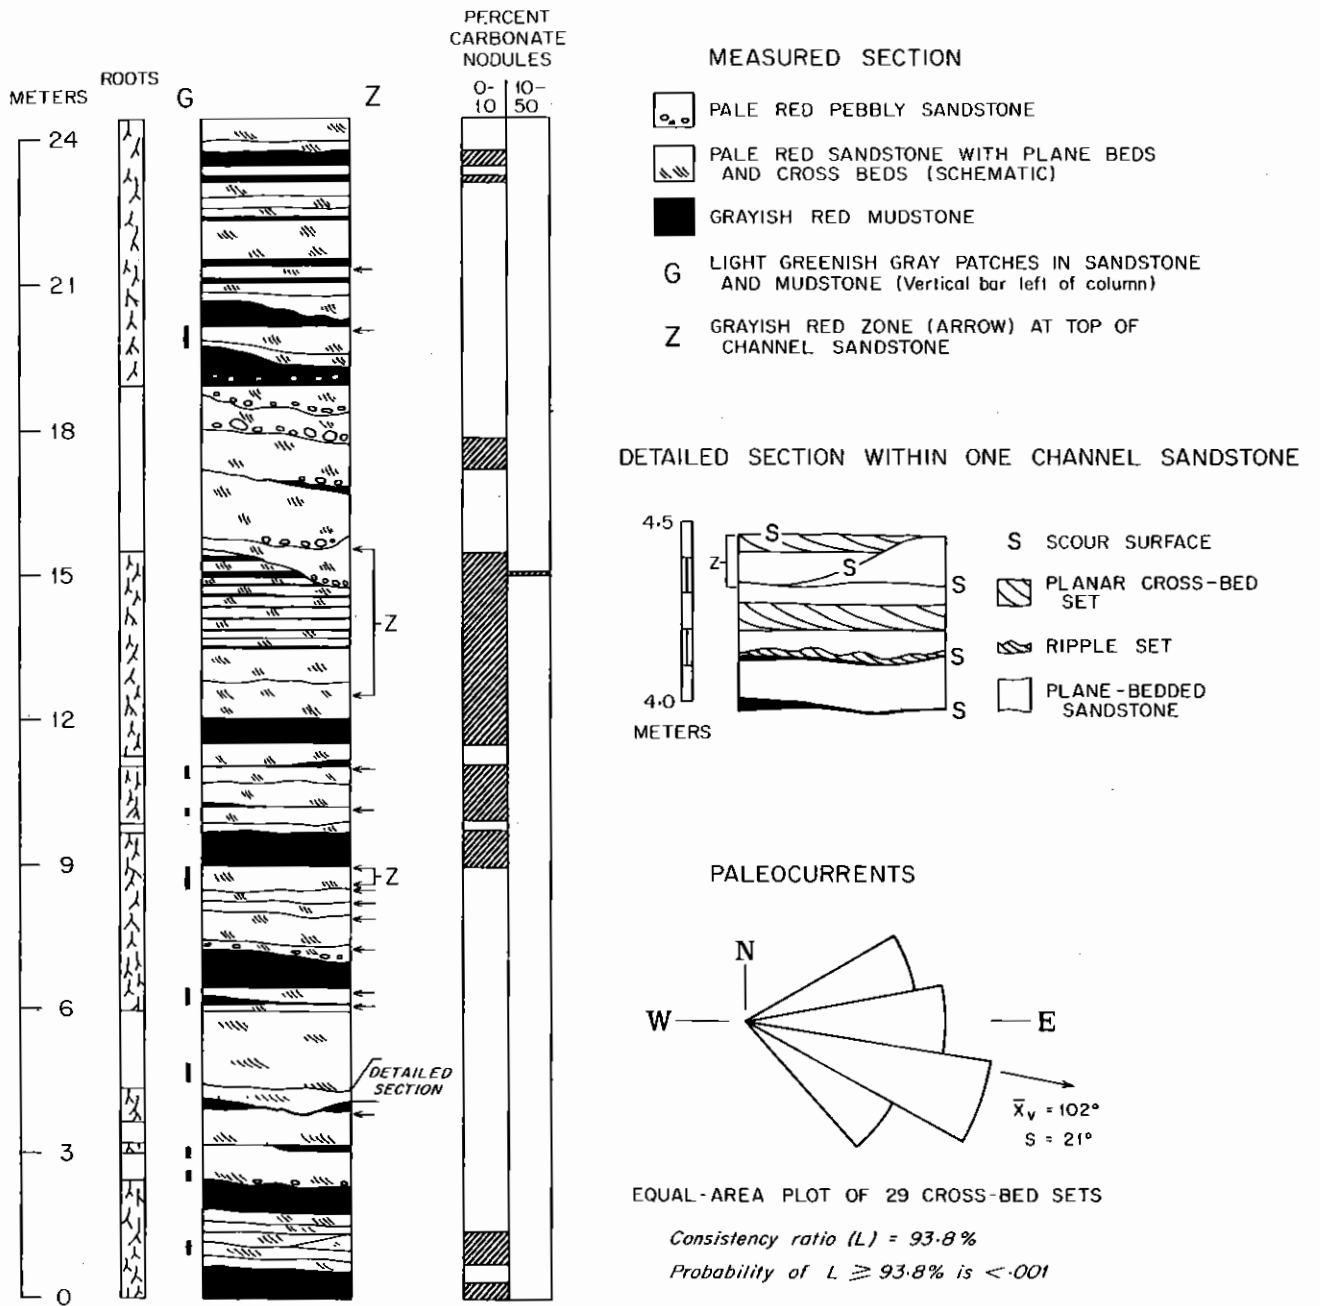 PERCENT
CARBONATE
NODULES
METERS
ROOTS
G
Z
0-
10
10-
50
24
21
18
15
12
9
6
3
0
Z
Z
DETAILED
SECTION
MEASURED SECTION
PALE RED PEBBLY SANDSTONE
PALE RED SANDSTONE WITH PLANE BEDS
AND CROSS BEDS (SCHEMATIC)
GRAYISH RED MUDSTONE
G LIGHT GREENISH GRAY PATCHES IN SANDSTONE
AND MUDSTONE (Vertical bar left of column)
Z GRAYISH RED ZONE (ARROW) AT TOP OF
CHANNEL SANDSTONE
DETAILED SECTION WITHIN ONE CHANNEL SANDSTONE
4.5
4.0
METERS
Z
S
S
S
S
S
S SCOUR SURFACE
PLANAR CROSS-BED
SET
RIPPLE SET
PLANE-BEDDED
SANDSTONE
PALEOCURRENTS
N
W
E
X̅v = 102°
S = 21°
EQUAL-AREA PLOT OF 29 CROSS-BED SETS
Consistency ratio (L) = 93.8%
Probability of L ≥ 93.8% is <.001